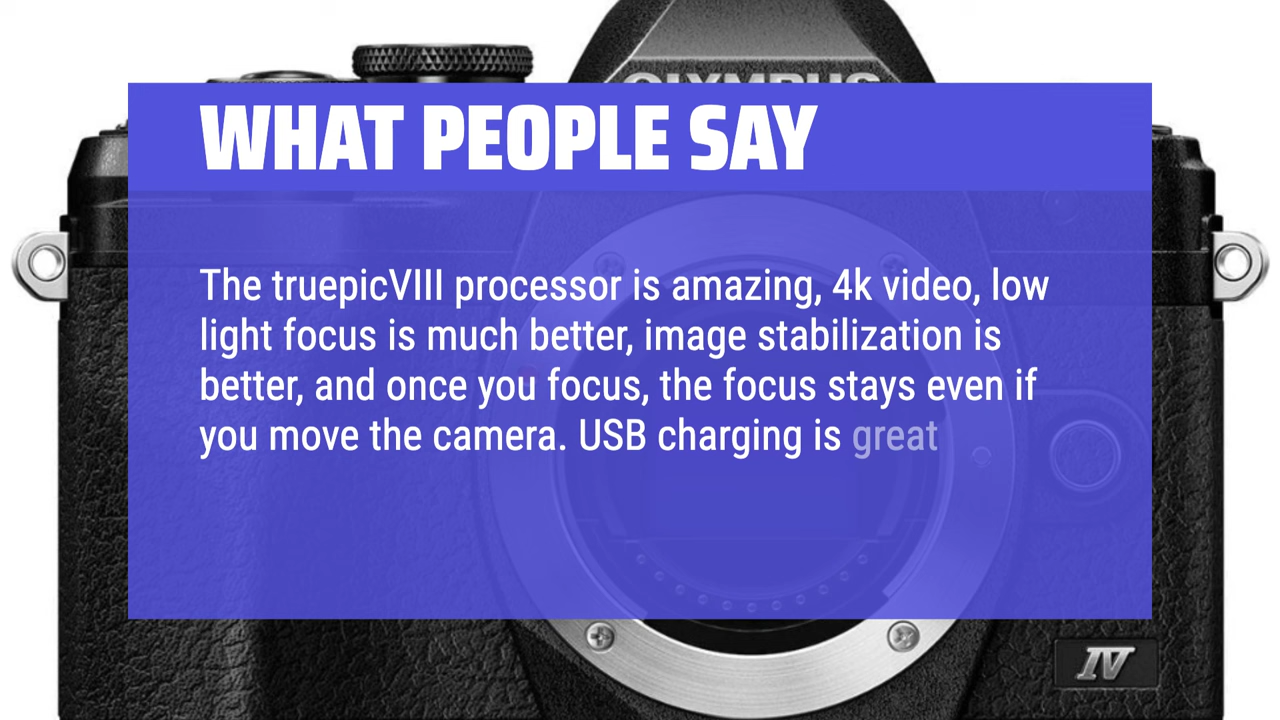 OLYMPUS
WHAT PEOPLE SAY
The truepicVIII processor is amazing, 4k video, low
light focus is much better, image stabilization is
better, and once you focus, the focus stays even if
you move the camera. USB charging is great
IV